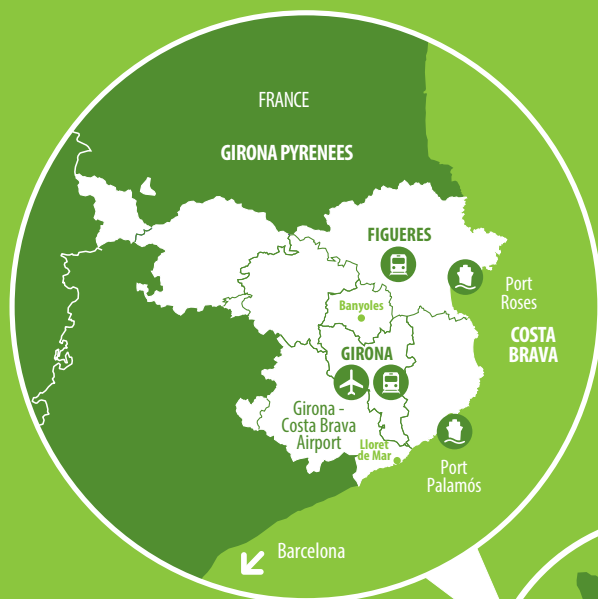 FRANCE
GIRONA PYRENEES
FIGUERES
Port
Roses
Banyoles
COSTA
BRAVA
GIRONA
Girona -
Costa Brava
Airport
Lloret
de Mar
Port
Palamós
Barcelona